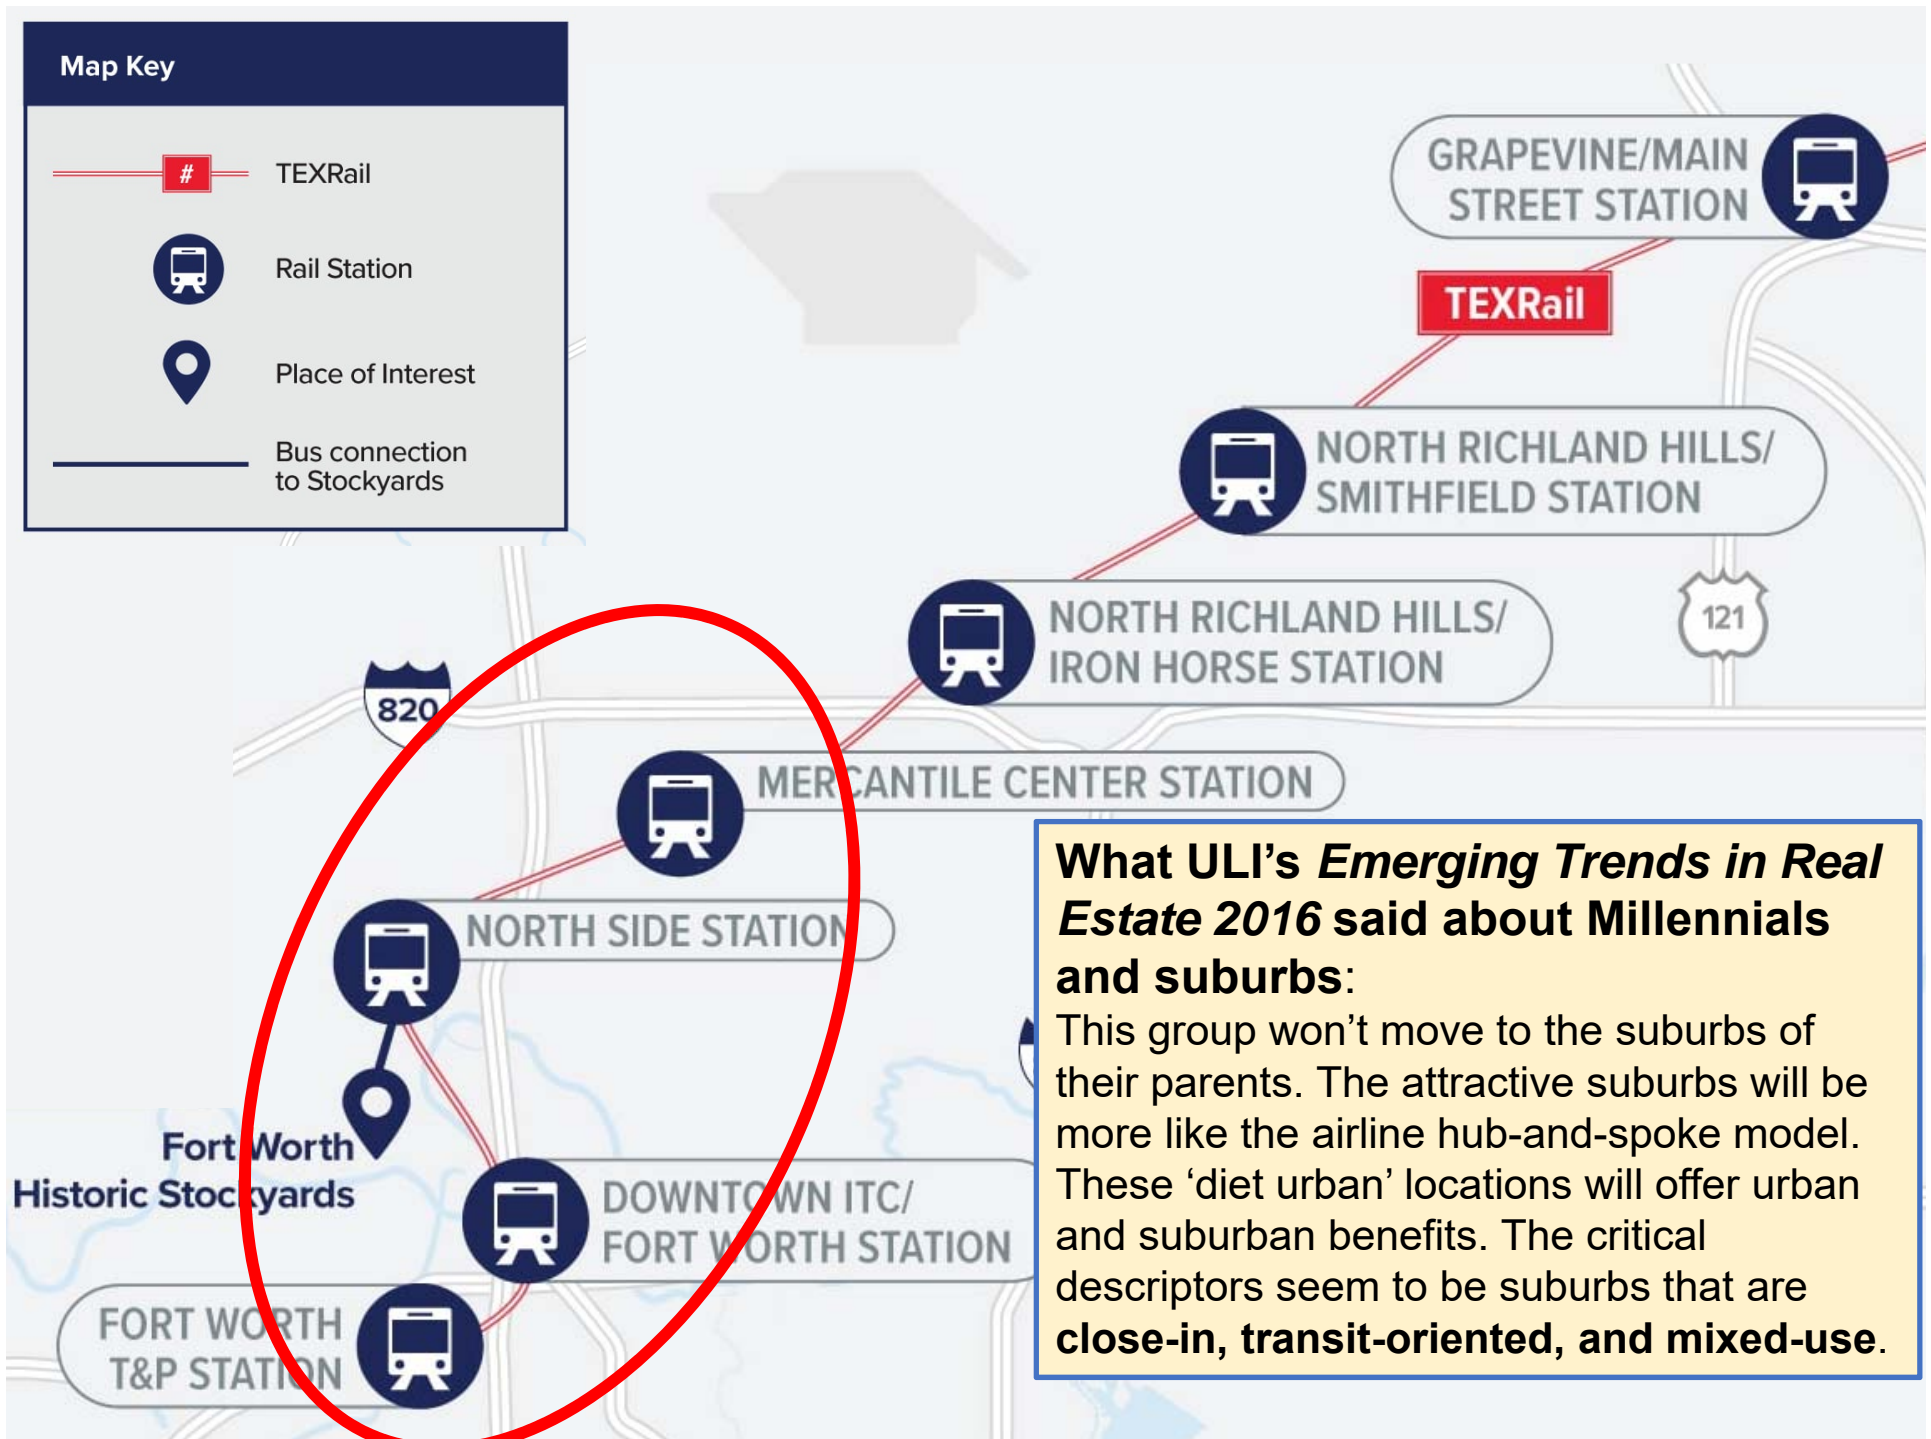 Map Key
#
TEXRail
Rail Station
Place of Interest
Bus connection
to Stockyards
GRAPEVINE/MAIN
STREET STATION
TEXRail
NORTH RICHLAND HILLS/
SMITHFIELD STATION
121
NORTH RICHLAND HILLS/
IRON HORSE STATION
820
MERCANTILE CENTER STATION
NORTH SIDE STATION
Fort Worth
Historic Stockyards
DOWNTOWN ITC/
FORT WORTH STATION
FORT WORTH
T&P STATION
What ULI’s Emerging Trends in Real
Estate 2016 said about Millennials
and suburbs:
This group won’t move to the suburbs of
their parents. The attractive suburbs will be
more like the airline hub-and-spoke model.
These ‘diet urban’ locations will offer urban
and suburban benefits. The critical
descriptors seem to be suburbs that are
close-in, transit-oriented, and mixed-use.